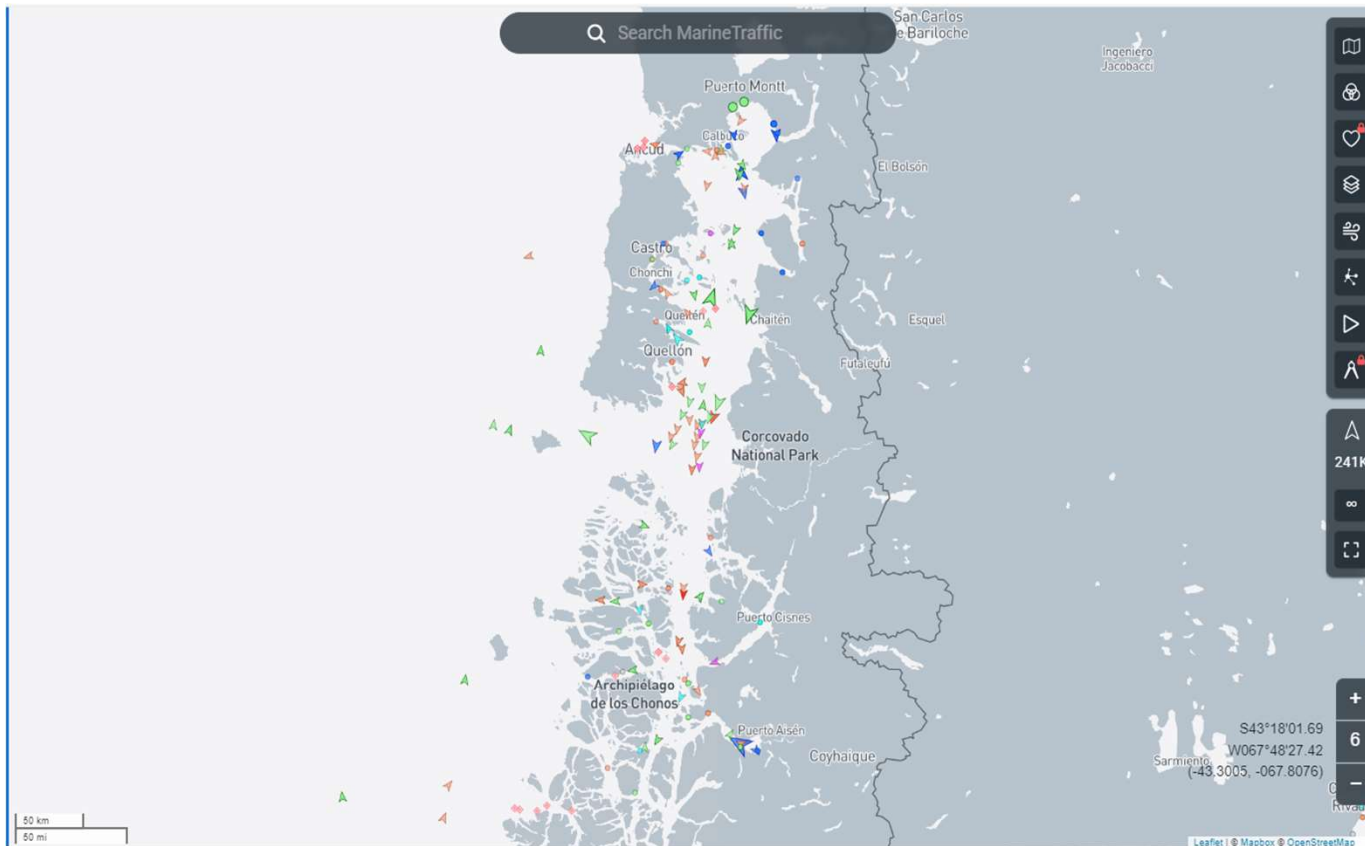 Search MarineTraffic
San Carlos
e Bariloche
Ingeniero
Jacobacci
Puerto Montt
Calbuco
Ancud
El Bolsón
Castro
Chonchi
Queilén
Chaitén
Esquel
Quellón
Futaleufú
Corcovado
National Park
241K
Puerto Cisnes
Archipiélago
de los Chonos
Puerto Aisén
Coyhaique
S43°18'01.69
W067°48'27.42
(-43.3005, -067.8076)
+
6
−
Sarmiento
50 km
50 mi
Leaflet | © Mapbox © OpenStreetMap